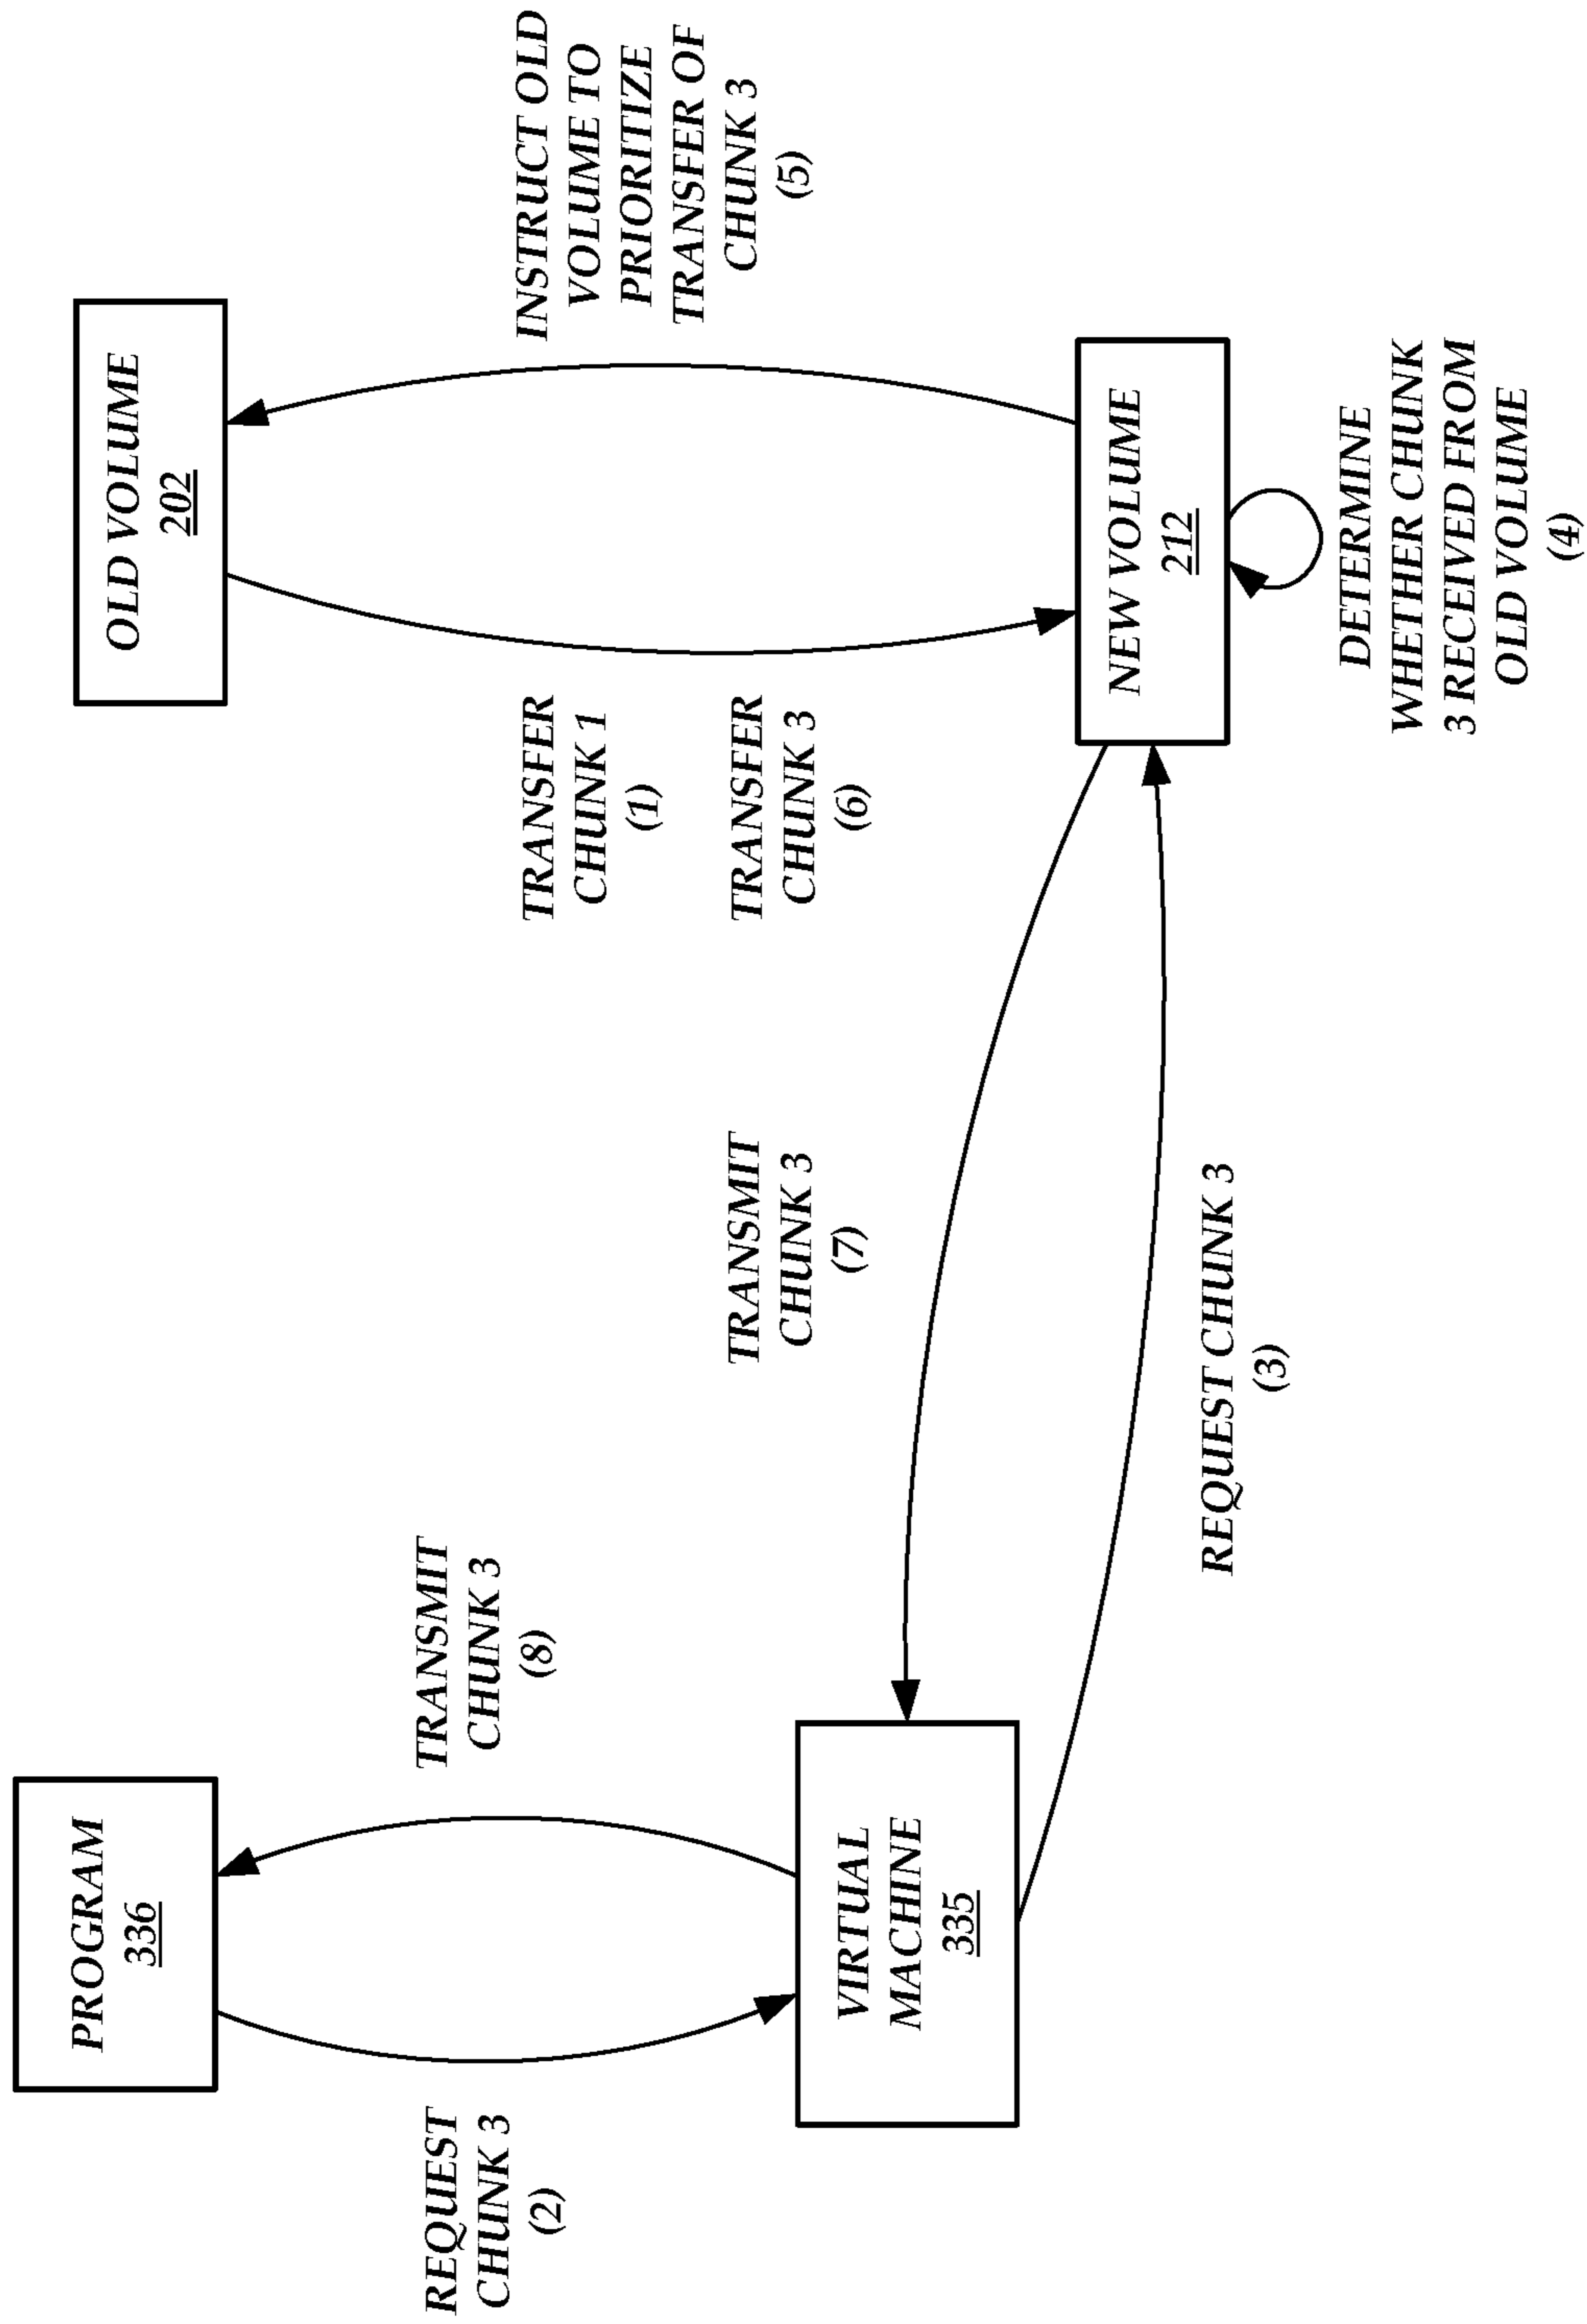 PROGRAM
336
REQUEST
CHUNK 3
(2)
TRANSMIT
CHUNK 3
(8)
VIRTUAL
MACHINE
335
TRANSMIT
CHUNK 3
(7)
REQUEST CHUNK 3
(3)
OLD VOLUME
202
TRANSFER
CHUNK 1
(1)
TRANSFER
CHUNK 3
(6)
INSTRUCT OLD
VOLUME TO
PRIORITIZE
TRANSFER OF
CHUNK 3
(5)
NEW VOLUME
212
DETERMINE
WHETHER CHUNK
3 RECEIVED FROM
OLD VOLUME
(4)